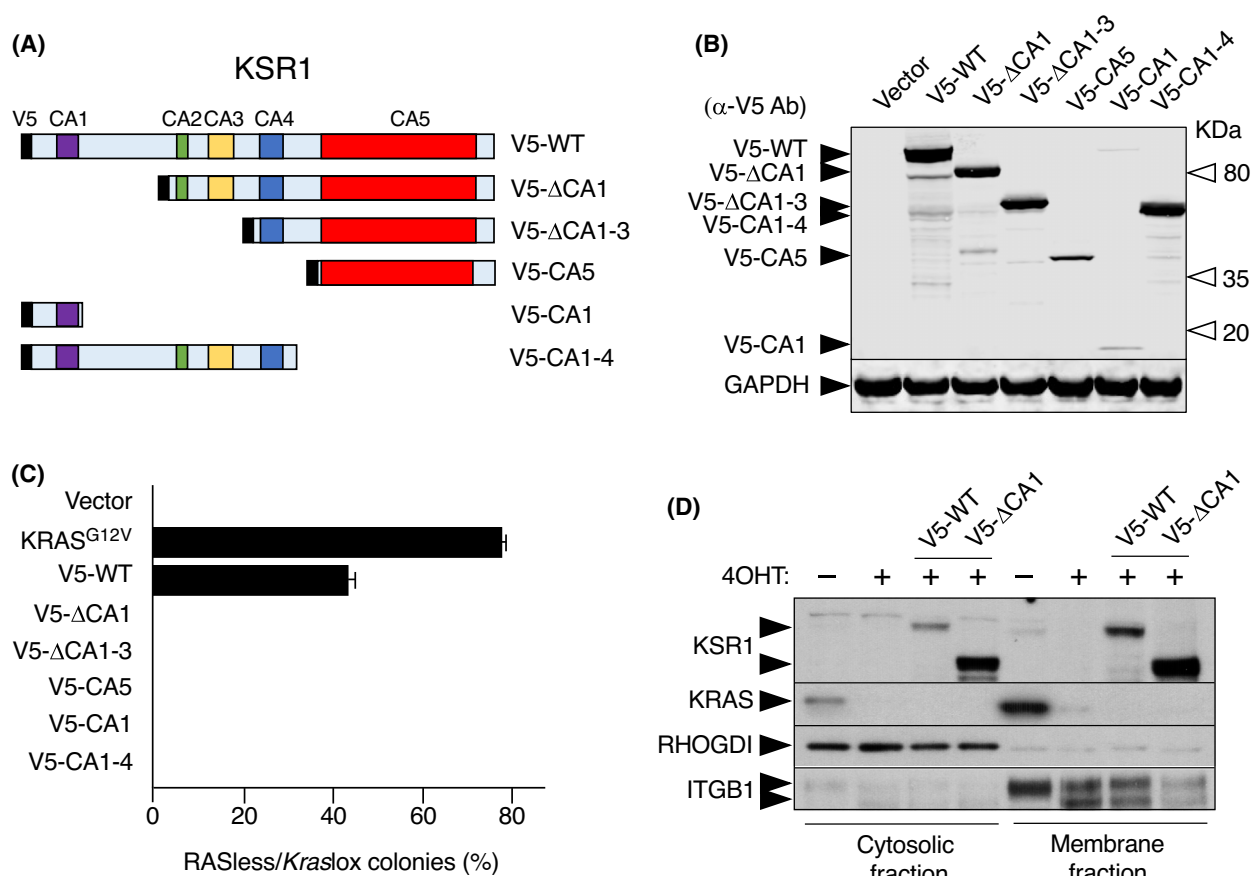 (A)
KSR1
V5 CA1 CA2 CA3 CA4 CA5
V5-WT
V5-ΔCA1
V5-ΔCA1-3
V5-CA5
V5-CA1
V5-CA1-4
(B)
Vector V5-WT V5-ΔCA1 V5-ΔCA1-3 V5-CA5 V5-CA1 V5-CA1-4
(α-V5 Ab)
KDa
V5-WT
V5-ΔCA1
80
V5-ΔCA1-3
V5-CA1-4
V5-CA5
35
20
V5-CA1
GAPDH
(C)
Vector
KRASG12V
V5-WT
V5-ΔCA1
V5-ΔCA1-3
V5-CA5
V5-CA1
V5-CA1-4
0 20 40 60 80
RASless/Kraslox colonies (%)
(D)
V5-WT V5-ΔCA1 V5-WT V5-ΔCA1
4OHT: − + + + − + + +
KSR1
KRAS
RHOGDI
ITGB1
Cytosolic fraction
Membrane fraction